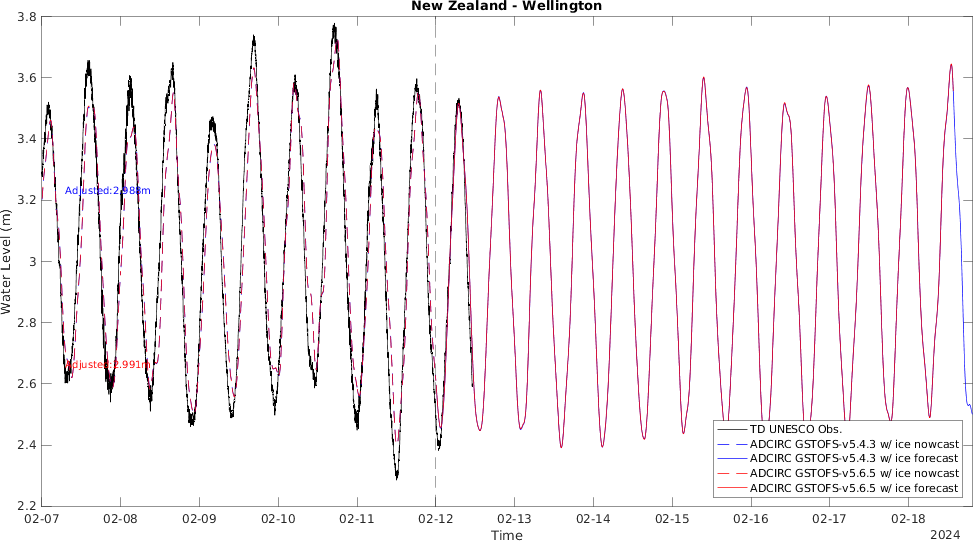 New Zealand - Wellington
3.8
3.6
3.4
3.2
3
2.8
2.6
2.4
2.2
Water Level (m)
Adjusted:2.988m
Adjusted:2.991m
TD UNESCO Obs.
ADCIRC GSTOFS-v5.4.3 w/ ice nowcast
ADCIRC GSTOFS-v5.4.3 w/ ice forecast
ADCIRC GSTOFS-v5.6.5 w/ ice nowcast
ADCIRC GSTOFS-v5.6.5 w/ ice forecast
02-07 02-08 02-09 02-10 02-11 02-12 02-13 02-14 02-15 02-16 02-17 02-18
Time
2024